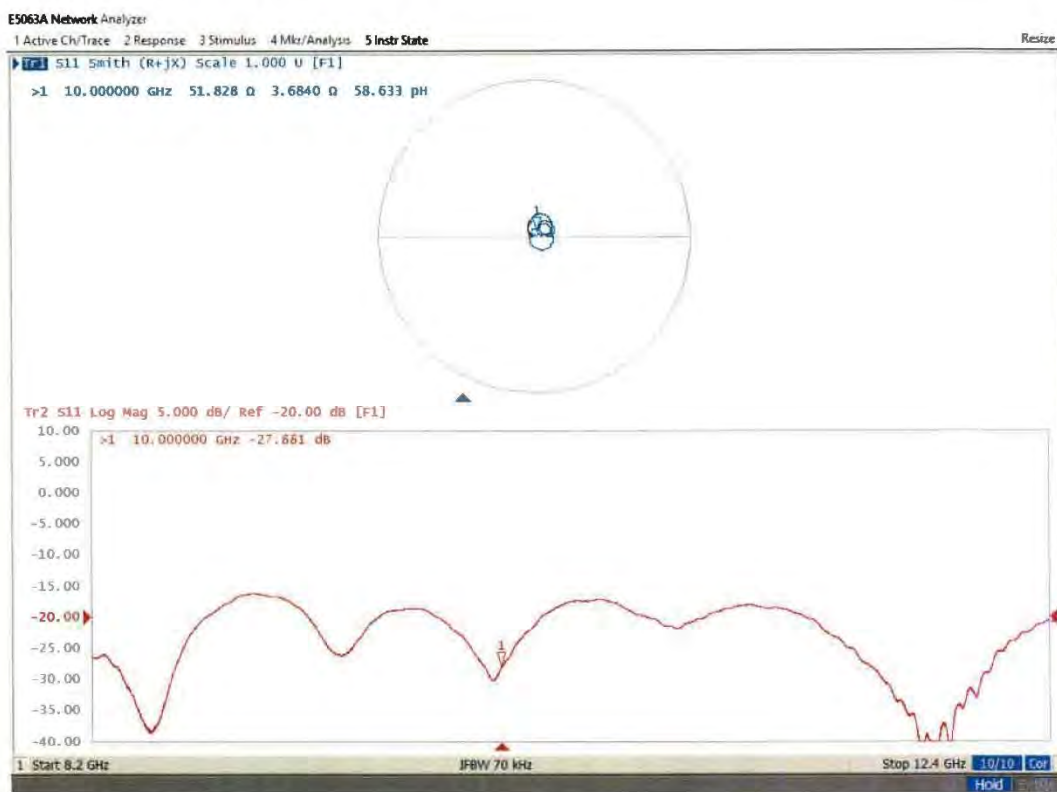 E5063A Network Analyzer
1 Active Ch/Trace 2 Response 3 Stimulus 4 Mkr/Analysis 5 Instr State Resize
Tr1 S11 Smith (R+jX) Scale 1.000 U [F1]
>1 10.000000 GHz 51.828 Ω 3.6840 Ω 58.633 pH
1
Tr2 S11 Log Mag 5.000 dB/ Ref -20.00 dB [F1]
10.00
>1 10.000000 GHz -27.661 dB
5.000
0.000
-5.000
-10.00
-15.00
-20.00
-25.00
1
-30.00
-35.00
-40.00
1 Start 8.2 GHz IFBW 70 kHz Stop 12.4 GHz 10/10 Cor
Hold